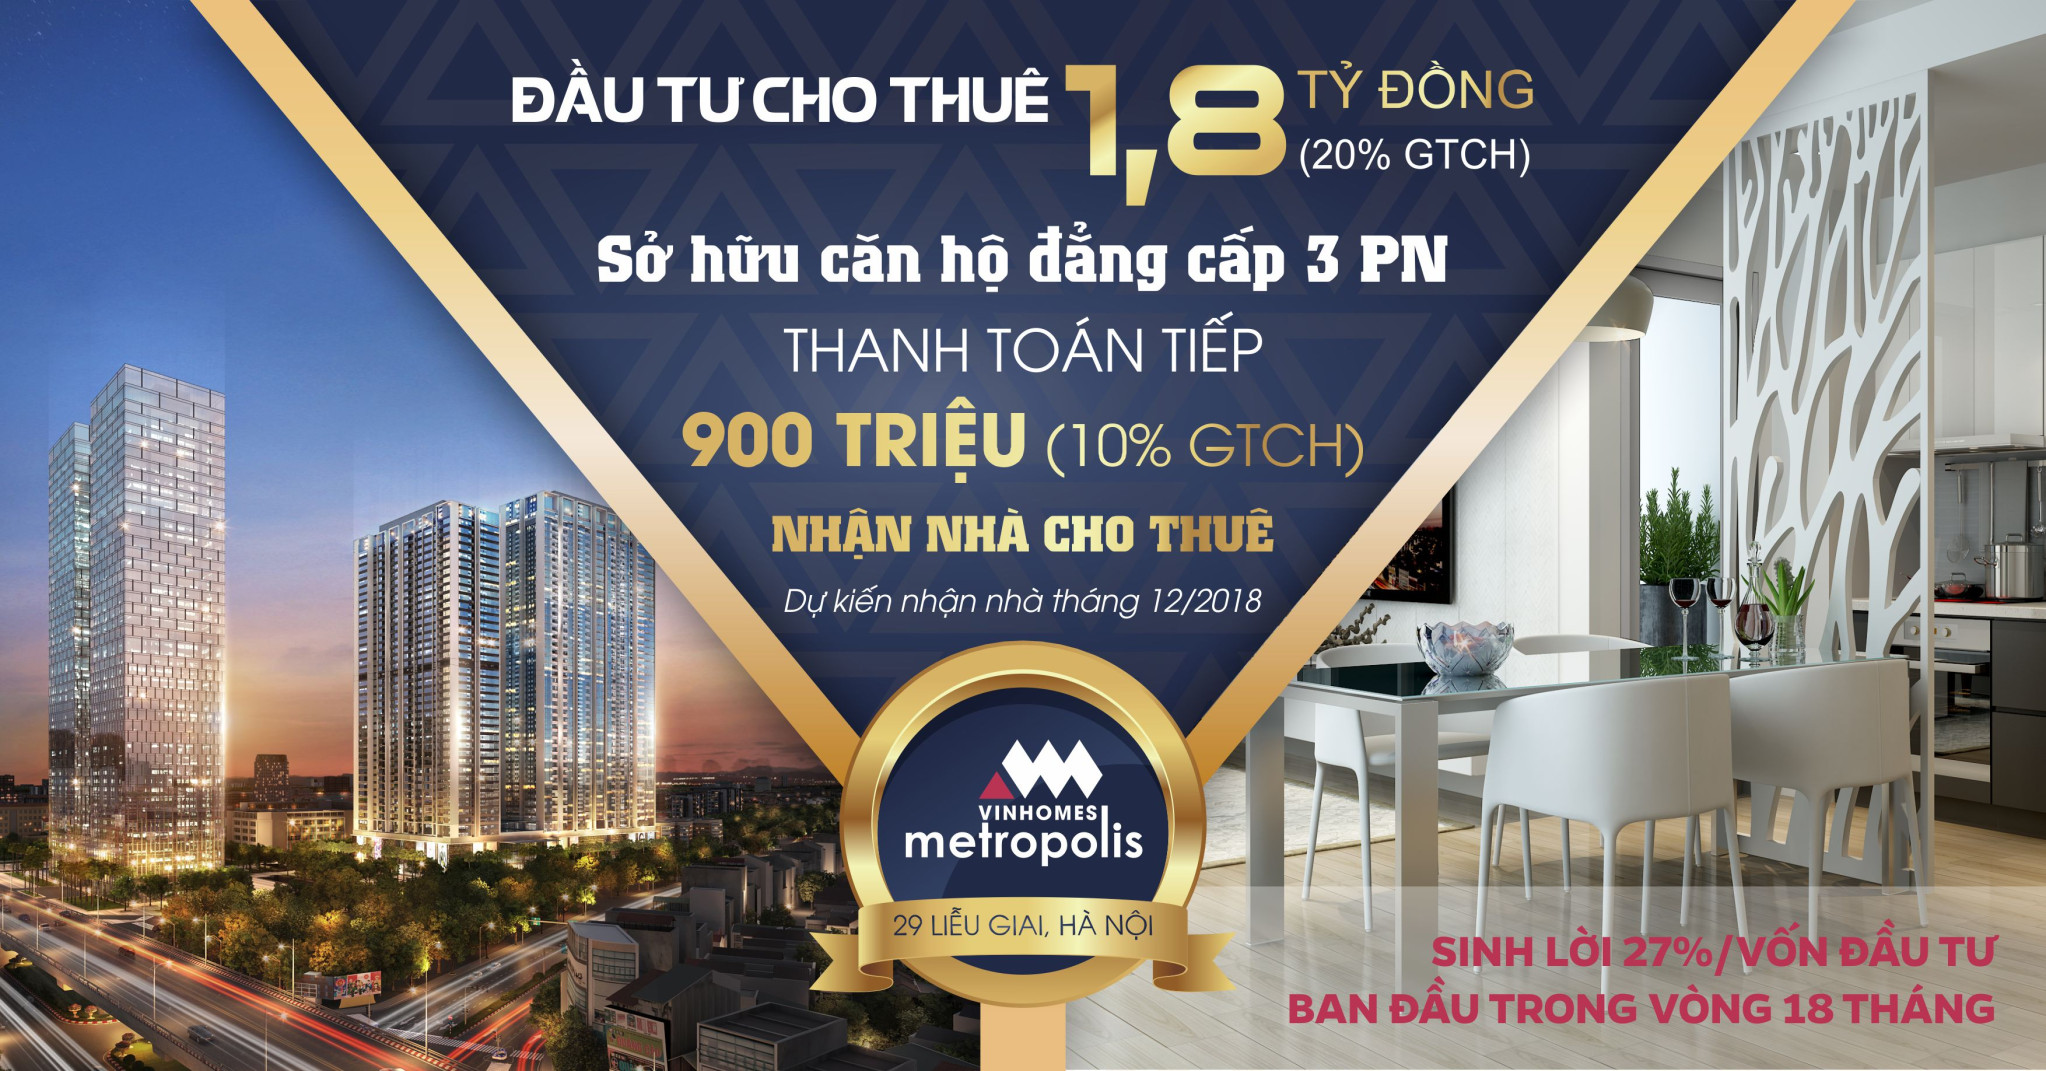 ĐẦU TƯ CHO THUÊ 1,8 TỶ ĐỒNG
(20% GTCH)
Sở hữu căn hộ đẳng cấp 3 PN
THANH TOÁN TIẾP
900 TRIỆU (10% GTCH)
NHẬN NHÀ CHO THUÊ
Dự kiến nhận nhà tháng 12/2018
VINHOMES
metropolis
29 LIỄU GIAI, HÀ NỘI
SINH LỜI 27%/VỐN ĐẦU TƯ
BAN ĐẦU TRONG VÒNG 18 THÁNG